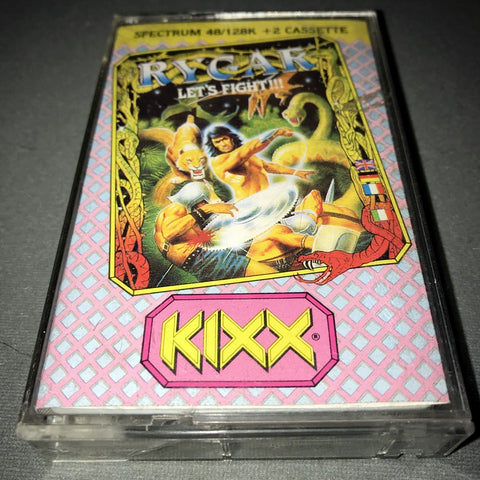 SPECTRUM 48/128K +2 CASSETTE
RYGAR
LET'S FIGHT!!!
KIXX®